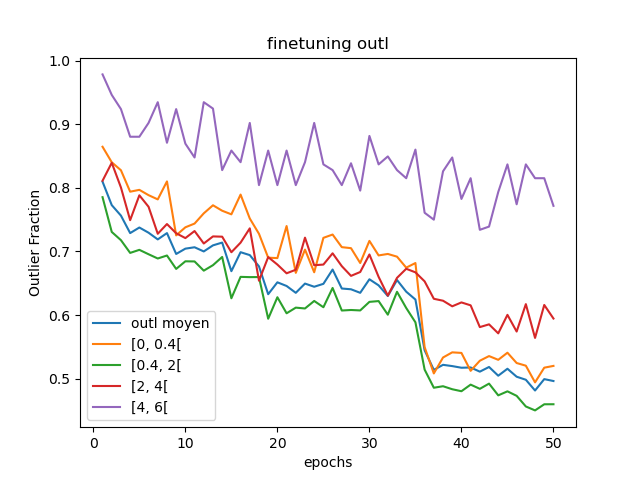 finetuning outl
1.0
0.9
0.8
0.7
0.6
0.5
Outlier Fraction
outl moyen
[0, 0.4[
[0.4, 2[
[2, 4[
[4, 6[
0 10 20 30 40 50
epochs